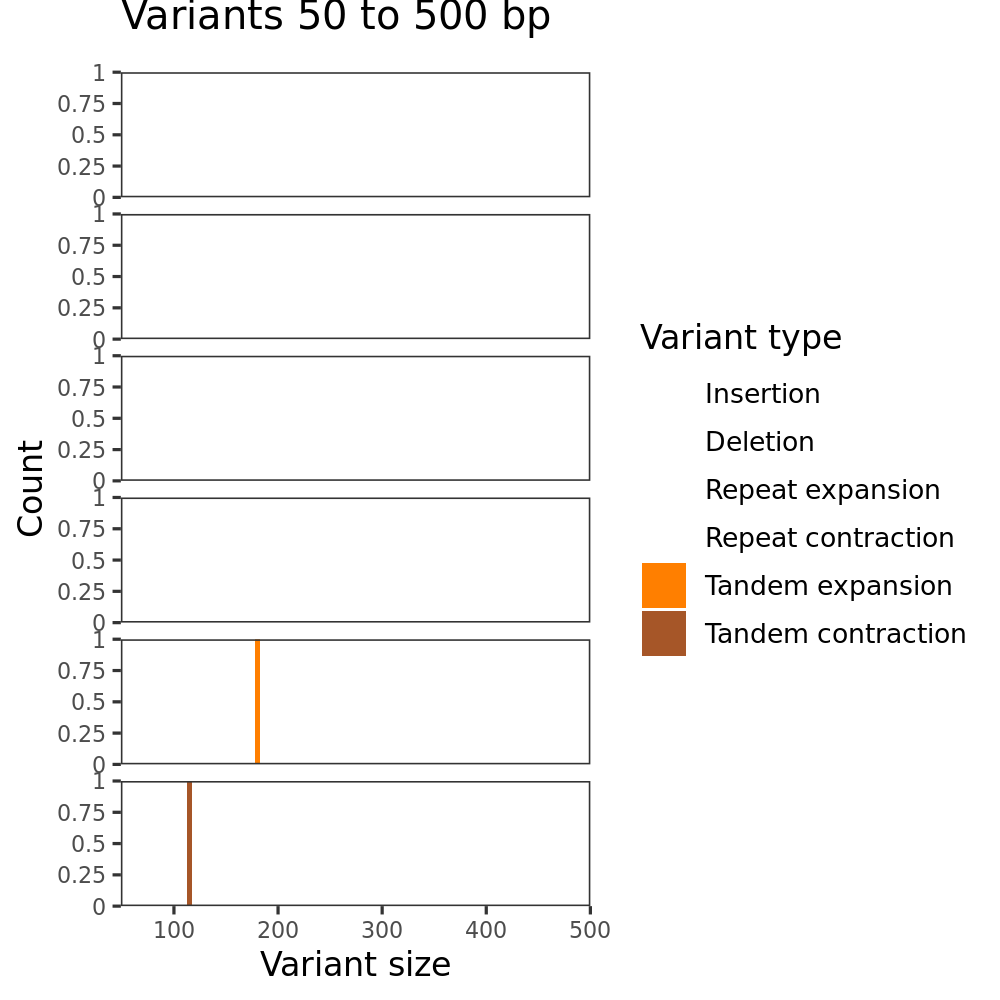 Variants 50 to 500 bp
1
0.75
0.5
0.25
0
1
0.75
0.5
0.25
0
1
0.75
0.5
0.25
0
1
0.75
0.5
0.25
0
1
0.75
0.5
0.25
0
1
0.75
0.5
0.25
0
Count
100 200 300 400 500
Variant size
Variant type
Insertion
Deletion
Repeat expansion
Repeat contraction
Tandem expansion
Tandem contraction